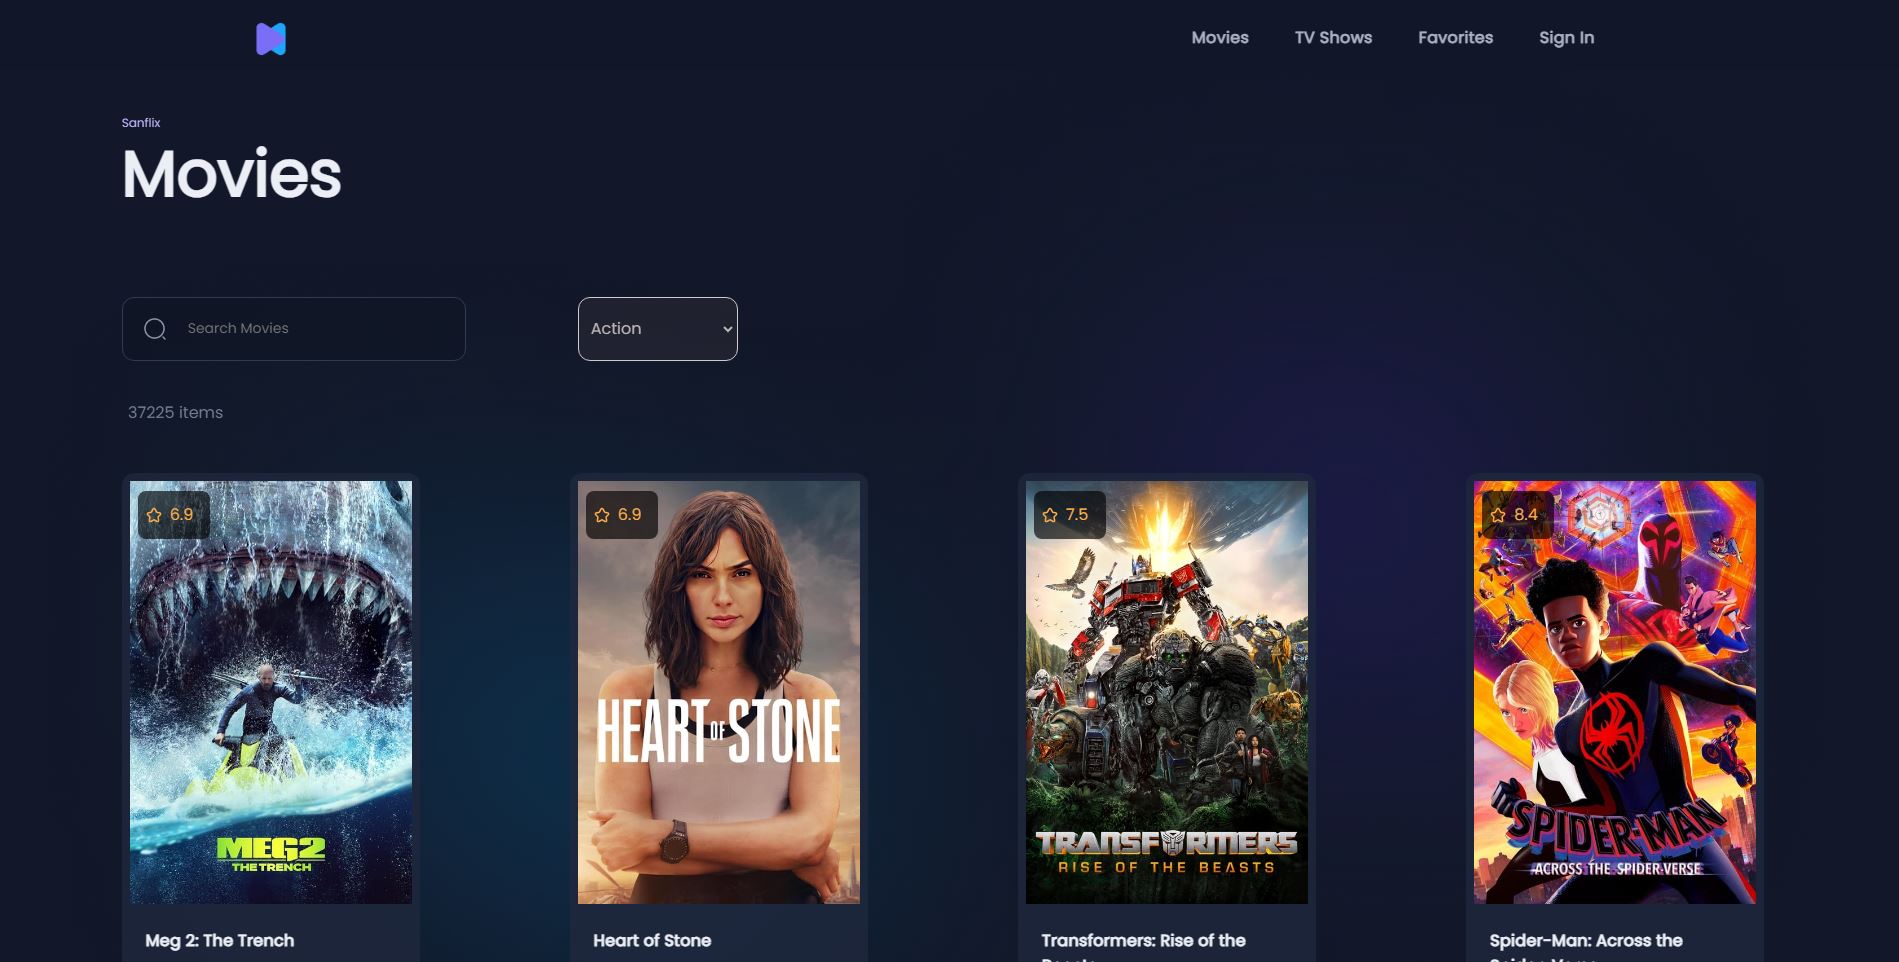 Movies TV Shows Favorites Sign In
Sanflix
Movies
Search Movies
Action
37225 items
6.9
MEG2
THE TRENCH
6.9
HEART OF STONE
7.5
TRANSFORMERS
RISE OF THE BEASTS
8.4
SPIDER-MAN
ACROSS THE SPIDER-VERSE
Meg 2: The Trench
Heart of Stone
Transformers: Rise of the
Spider-Man: Across the